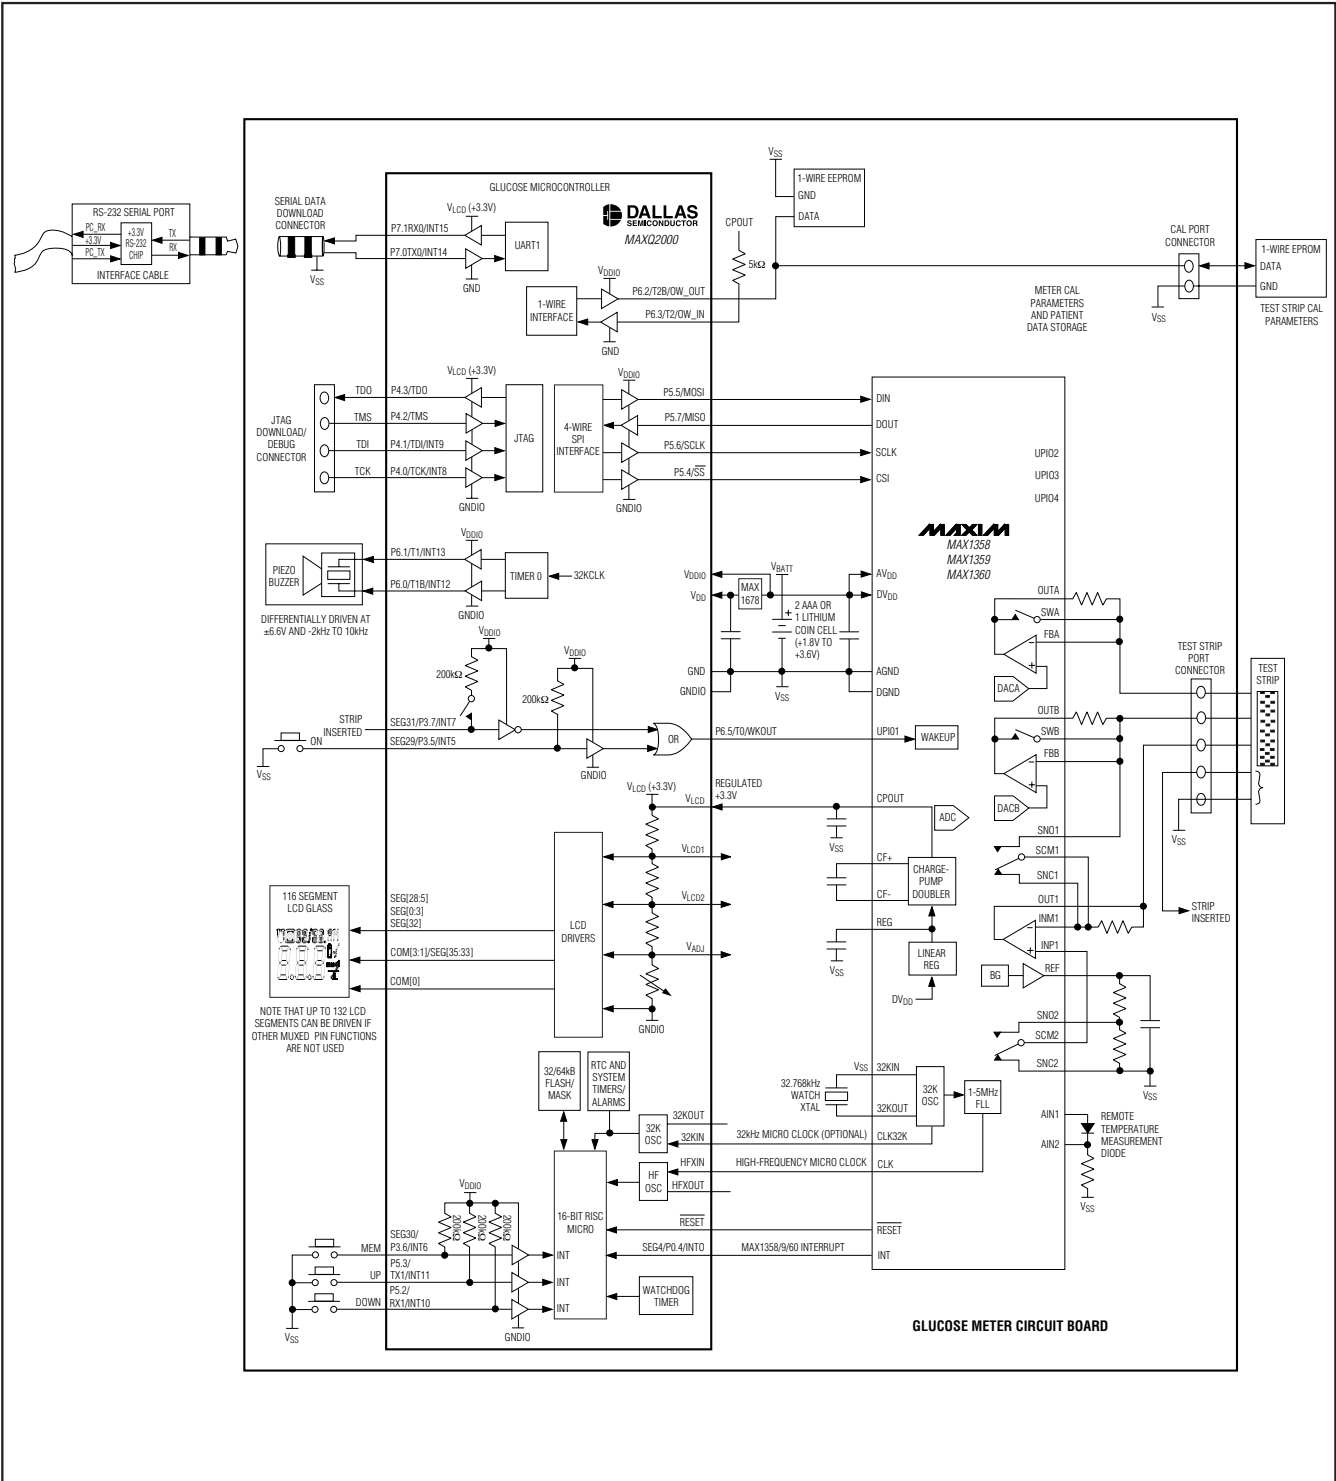 RS-232 SERIAL PORT
PC_RX
+3.3V
PC_TX
+3.3V
RS-232
CHIP
TX
RX
INTERFACE CABLE
SERIAL DATA
DOWNLOAD
CONNECTOR
VSS
GLUCOSE MICROCONTROLLER
DALLAS
SEMICONDUCTOR
MAXQ2000
VLCD (+3.3V)
P7.1RX0/INT15
P7.0TX0/INT14
UART1
GND
VDDIO
1-WIRE
INTERFACE
P6.2/T2B/OW_OUT
P6.3/T2/OW_IN
GND
CPOUT
5kΩ
VSS
1-WIRE EEPROM
GND
DATA
METER CAL
PARAMETERS
AND PATIENT
DATA STORAGE
CAL PORT
CONNECTOR
VSS
1-WIRE EPROM
DATA
GND
TEST STRIP CAL
PARAMETERS
JTAG
DOWNLOAD/
DEBUG
CONNECTOR
TDO
TMS
TDI
TCK
P4.3/TDO
P4.2/TMS
P4.1/TDI/INT9
P4.0/TCK/INT8
VLCD (+3.3V)
JTAG
GNDIO
4-WIRE
SPI
INTERFACE
VDDIO
GNDIO
P5.5/MOSI
P5.7/MISO
P5.6/SCLK
P5.4/SS
DIN
DOUT
SCLK
CSI
UPIO2
UPIO3
UPIO4
MAXIM
MAX1358
MAX1359
MAX1360
PIEZO
BUZZER
DIFFERENTIALLY DRIVEN AT
±6.6V AND -2kHz TO 10kHz
P6.1/T1/INT13
P6.0/T1B/INT12
VDDIO
GNDIO
TIMER 0
32KCLK
VDDIO
VDD
MAX
1678
VBATT
+
2 AAA OR
1 LITHIUM
COIN CELL
(+1.8V TO
+3.6V)
AVDD
DVDD
GND
GNDIO
VSS
AGND
DGND
VDDIO
200kΩ
VDDIO
200kΩ
STRIP
INSERTED
SEG31/P3.7/INT7
ON
SEG29/P3.5/INT5
VSS
GNDIO
OR
P6.5/T0/WKOUT
UPI01
WAKEUP
OUTA
SWA
FBA
DACA
OUTB
SWB
FBB
DACB
TEST STRIP
PORT
CONNECTOR
TEST
STRIP
VSS
STRIP
INSERTED
VLCD (+3.3V)
VLCD
REGULATED
+3.3V
CPOUT
ADC
VSS
VLCD1
VLCD2
VADJ
GNDIO
LCD
DRIVERS
CF+
CF-
CHARGE-
PUMP
DOUBLER
REG
VSS
LINEAR
REG
DVDD
SNO1
SCM1
SNC1
OUT1
INM1
INP1
BG
REF
SNO2
SCM2
SNC2
VSS
116 SEGMENT
LCD GLASS
SEG[28:5]
SEG[0:3]
SEG[32]
COM[3:1]/SEG[35:33]
COM[0]
NOTE THAT UP TO 132 LCD
SEGMENTS CAN BE DRIVEN IF
OTHER MUXED PIN FUNCTIONS
ARE NOT USED
32/64kB
FLASH/
MASK
RTC AND
SYSTEM
TIMERS/
ALARMS
32K
OSC
32KOUT
32KIN
HF
OSC
HFXIN
HFXOUT
32.768kHz
WATCH
XTAL
VSS
32KIN
32KOUT
32K
OSC
1-5MHz
FLL
32kHz MICRO CLOCK (OPTIONAL)
CLK32K
HIGH-FREQUENCY MICRO CLOCK
CLK
AIN1
AIN2
REMOTE
TEMPERATURE
MEASUREMENT
DIODE
VSS
16-BIT RISC
MICRO
RESET
RESET
SEG4/P0.4/INTO
MAX1358/9/60 INTERRUPT
INT
VDDIO
200kΩ
200kΩ
200kΩ
MEM
SEG30/
P3.6/INT6
INT
UP
P5.3/
TX1/INT11
INT
DOWN
P5.2/
RX1/INT10
INT
VSS
GNDIO
WATCHDOG
TIMER
GLUCOSE METER CIRCUIT BOARD